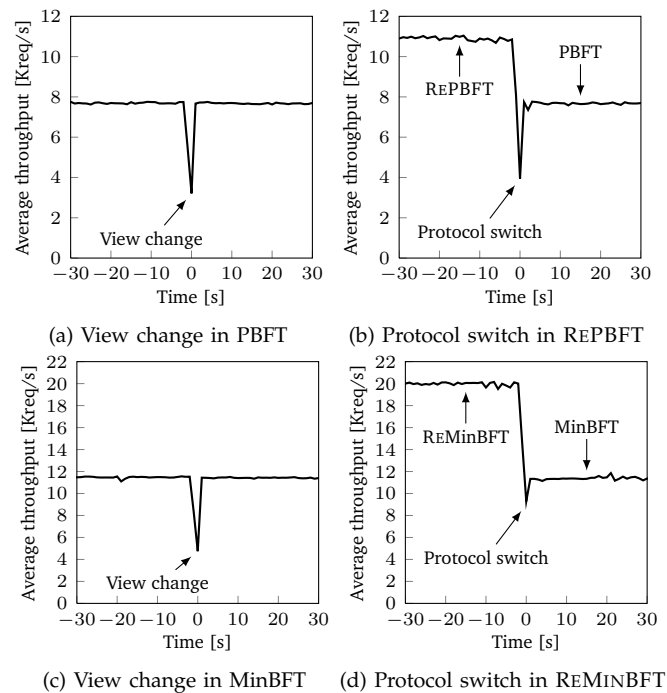 Average throughput [Kreq/s]
12
10
8
6
4
2
0
View change
−30 −20 −10 0 10 20 30
Time [s]
(a) View change in PBFT
Average throughput [Kreq/s]
12
10
8
6
4
2
0
REPBFT
PBFT
Protocol switch
−30 −20 −10 0 10 20 30
Time [s]
(b) Protocol switch in REPBFT
Average throughput [Kreq/s]
22
20
18
16
14
12
10
8
6
4
2
0
View change
−30 −20 −10 0 10 20 30
Time [s]
(c) View change in MinBFT
Average throughput [Kreq/s]
22
20
18
16
14
12
10
8
6
4
2
0
REMinBFT
MinBFT
Protocol switch
−30 −20 −10 0 10 20 30
Time [s]
(d) Protocol switch in REMINBFT